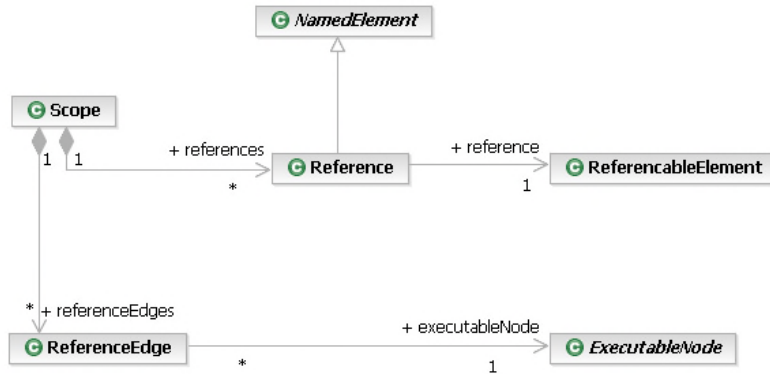 C NamedElement
C Scope
1
1
+ references
*
C Reference
+ reference
1
C ReferencableElement
* + referenceEdges
C ReferenceEdge
*
+ executableNode
1
C ExecutableNode